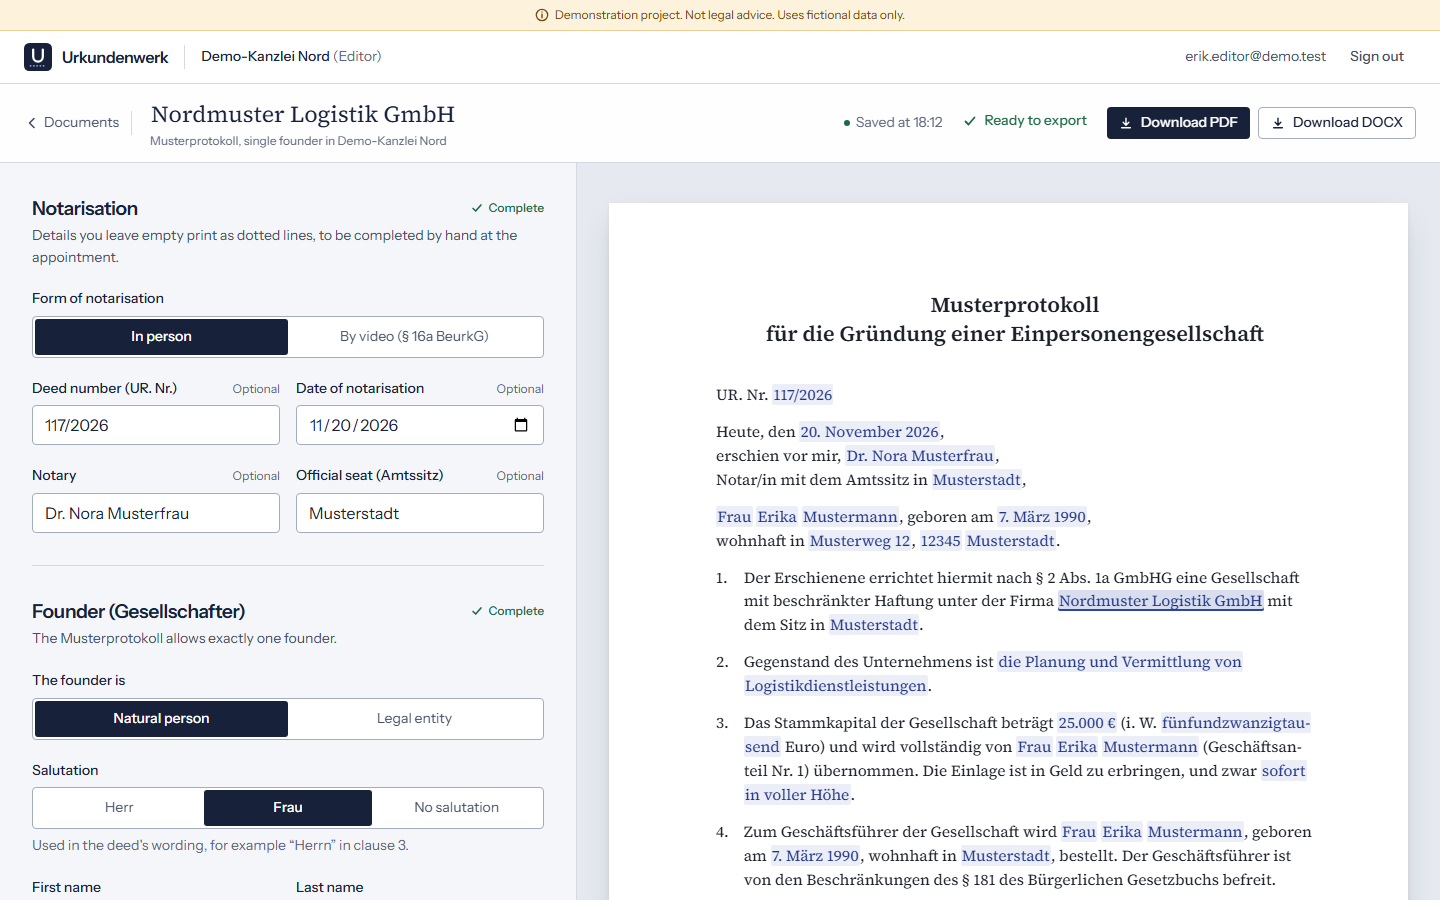 Demonstration project. Not legal advice. Uses fictional data only.
U Urkundenwerk
Demo-Kanzlei Nord (Editor)
erik.editor@demo.test
Sign out
Documents
Nordmuster Logistik GmbH
Musterprotokoll, single founder in Demo-Kanzlei Nord
Saved at 18:12
Ready to export
Download PDF
Download DOCX
Notarisation
Complete
Details you leave empty print as dotted lines, to be completed by hand at the
appointment.
Form of notarisation
In person
By video (§ 16a BeurkG)
Deed number (UR. Nr.) Optional
Date of notarisation Optional
117/2026
11/20/2026
Notary Optional
Official seat (Amtssitz) Optional
Dr. Nora Musterfrau
Musterstadt
Founder (Gesellschafter)
Complete
The Musterprotokoll allows exactly one founder.
The founder is
Natural person
Legal entity
Salutation
Herr
Frau
No salutation
Used in the deed's wording, for example “Herrn” in clause 3.
First name
Last name
Musterprotokoll
für die Gründung einer Einpersonengesellschaft
UR. Nr. 117/2026
Heute, den 20. November 2026,
erschien vor mir, Dr. Nora Musterfrau,
Notar/in mit dem Amtssitz in Musterstadt,
Frau Erika Mustermann, geboren am 7. März 1990,
wohnhaft in Musterweg 12, 12345 Musterstadt.
1. Der Erschienene errichtet hiermit nach § 2 Abs. 1a GmbHG eine Gesellschaft
mit beschränkter Haftung unter der Firma Nordmuster Logistik GmbH mit
dem Sitz in Musterstadt.
2. Gegenstand des Unternehmens ist die Planung und Vermittlung von
Logistikdienstleistungen.
3. Das Stammkapital der Gesellschaft beträgt 25.000 € (i. W. fünfundzwanzigtau-
send Euro) und wird vollständig von Frau Erika Mustermann (Geschäftsan-
teil Nr. 1) übernommen. Die Einlage ist in Geld zu erbringen, und zwar sofort
in voller Höhe.
4. Zum Geschäftsführer der Gesellschaft wird Frau Erika Mustermann, geboren
am 7. März 1990, wohnhaft in Musterstadt, bestellt. Der Geschäftsführer ist
von den Beschränkungen des § 181 des Bürgerlichen Gesetzbuchs befreit.